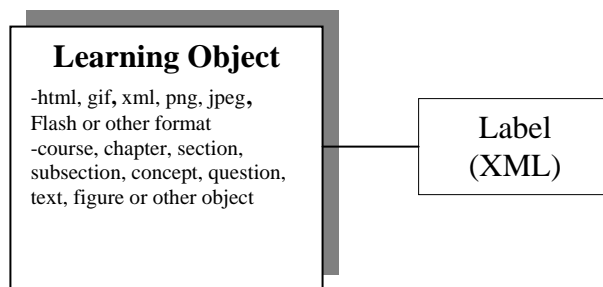 Learning Object
-html, gif, xml, png, jpeg,
Flash or other format
-course, chapter, section,
subsection, concept, question,
text, figure or other object
Label
(XML)